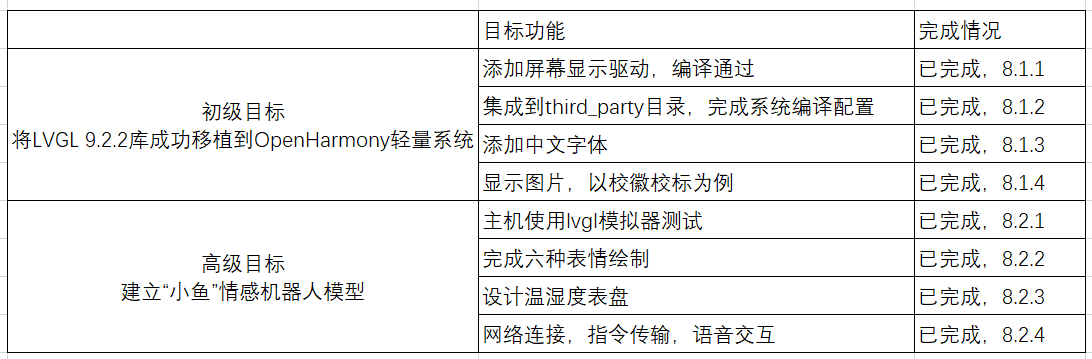 目标功能 完成情况
初级目标
将LVGL 9.2.2库成功移植到OpenHarmony轻量系统
添加屏幕显示驱动，编译通过 已完成，8.1.1
集成到third_party目录，完成系统编译配置 已完成，8.1.2
添加中文字体 已完成，8.1.3
显示图片，以校徽校标为例 已完成，8.1.4
高级目标
建立“小鱼”情感机器人模型
主机使用lvgl模拟器测试 已完成，8.2.1
完成六种表情绘制 已完成，8.2.2
设计温湿度表盘 已完成，8.2.3
网络连接，指令传输，语音交互 已完成，8.2.4